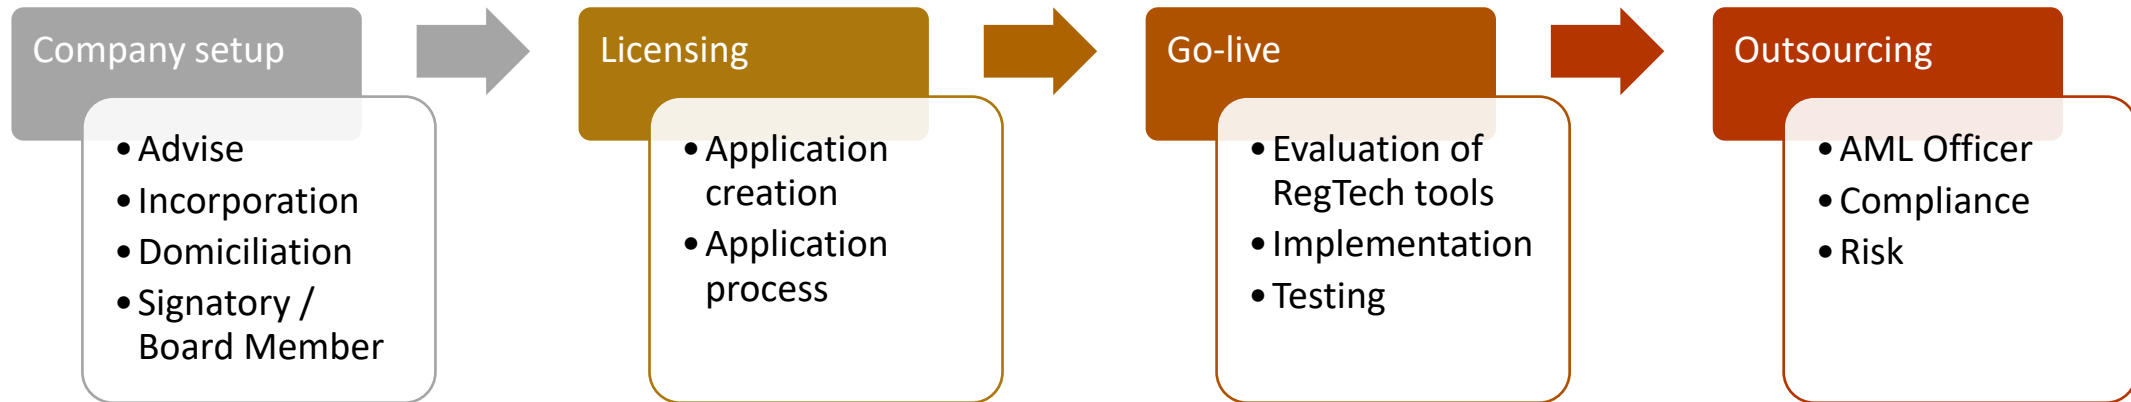 Company setup
• Advise
• Incorporation
• Domiciliation
• Signatory /
Board Member
Licensing
• Application
creation
• Application
process
Go-live
• Evaluation of
RegTech tools
• Implementation
• Testing
Outsourcing
• AML Officer
• Compliance
• Risk